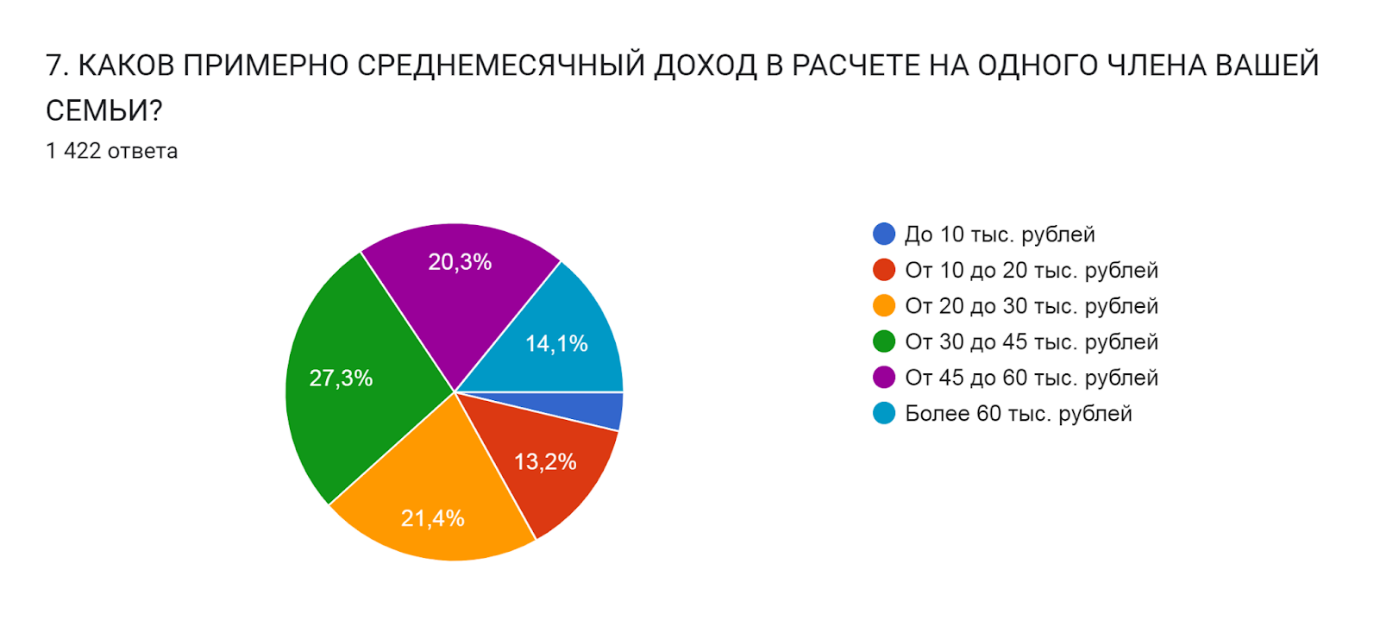 7. КАКОВ ПРИМЕРНО СРЕДНЕМЕСЯЧНЫЙ ДОХОД В РАСЧЕТЕ НА ОДНОГО ЧЛЕНА ВАШЕЙ
СЕМЬИ?
1 422 ответа
20,3%
14,1%
27,3%
13,2%
21,4%
До 10 тыс. рублей
От 10 до 20 тыс. рублей
От 20 до 30 тыс. рублей
От 30 до 45 тыс. рублей
От 45 до 60 тыс. рублей
Более 60 тыс. рублей